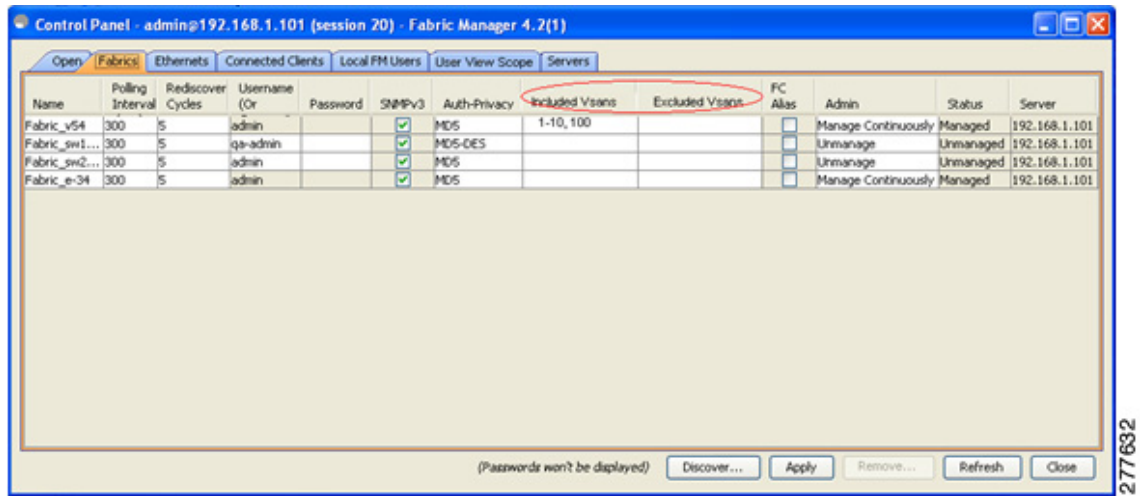 Control Panel - admin@192.168.1.101 (session 20) - Fabric Manager 4.2(1)
Open Fabrics Ethernets Connected Clients Local FM Users User View Scope Servers
Name Polling Interval Rediscover Cycles Username (Or Password SNMPv3 Auth-Privacy Included Vsans Excluded Vsans FC Alias Admin Status Server
Fabric_v54 300 5 admin MD5 1-10, 100 Manage Continuously Managed 192.168.1.101
Fabric_sw1... 300 5 qa-admin MD5-DES Unmanage Unmanaged 192.168.1.101
Fabric_sw2... 300 5 admin MD5 Unmanage Unmanaged 192.168.1.101
Fabric_e-34 300 5 admin MD5 Manage Continuously Managed 192.168.1.101
(Passwords won't be displayed) Discover... Apply Remove... Refresh Close
277632